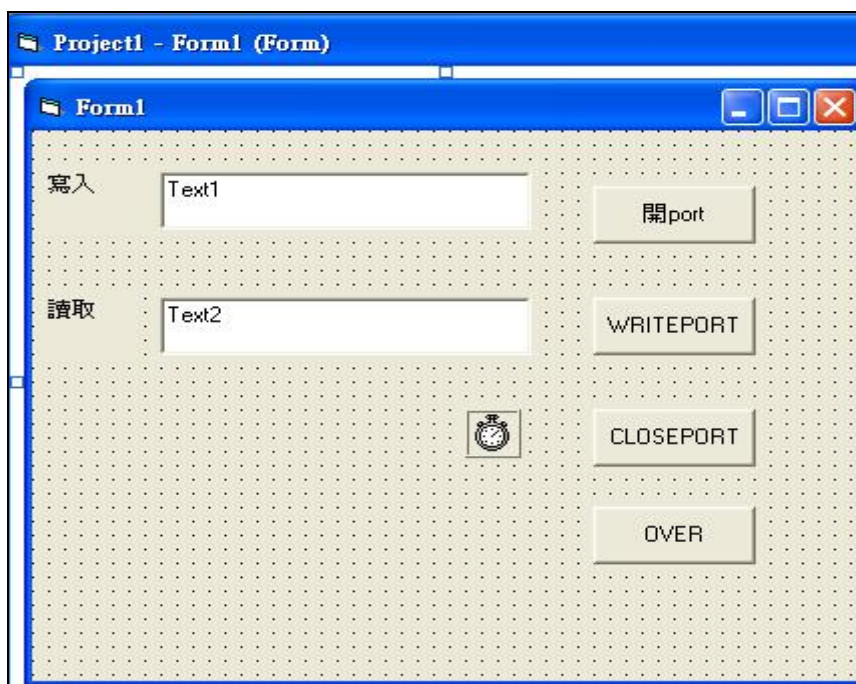 Project1 - Form1 (Form)
Form1
寫入
Text1
開port
讀取
Text2
WRITEPORT
CLOSEPORT
OVER